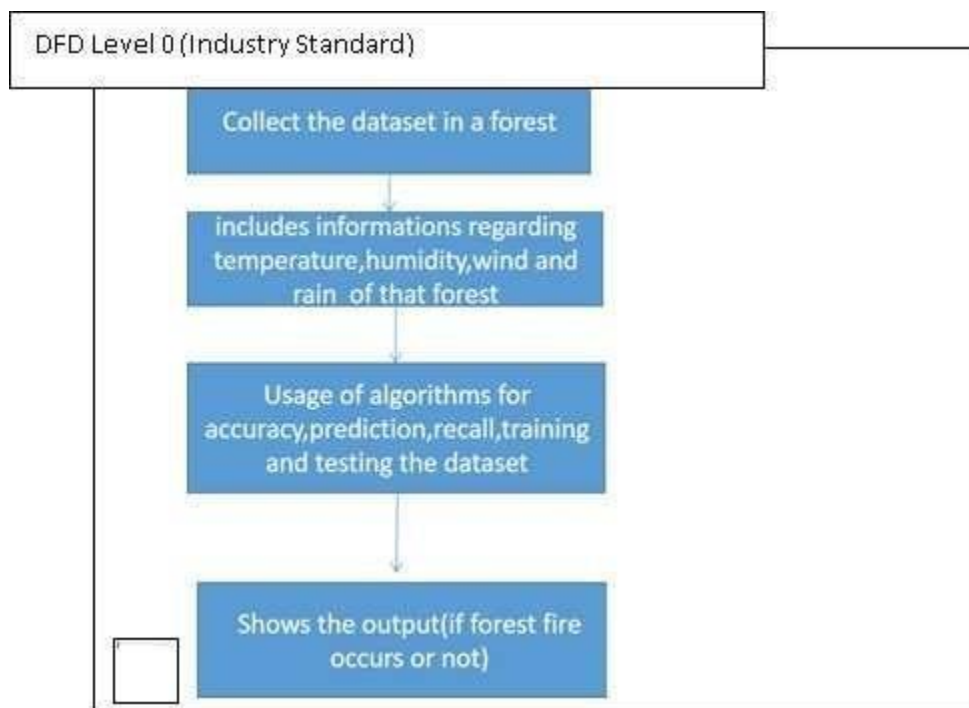 DFD Level 0 (Industry Standard)
Collect the dataset in a forest
includes informations regarding
temperature,humidity,wind and
rain of that forest
Usage of algorithms for
accuracy,prediction,recall,training
and testing the dataset
Shows the output(if forest fire
occurs or not)